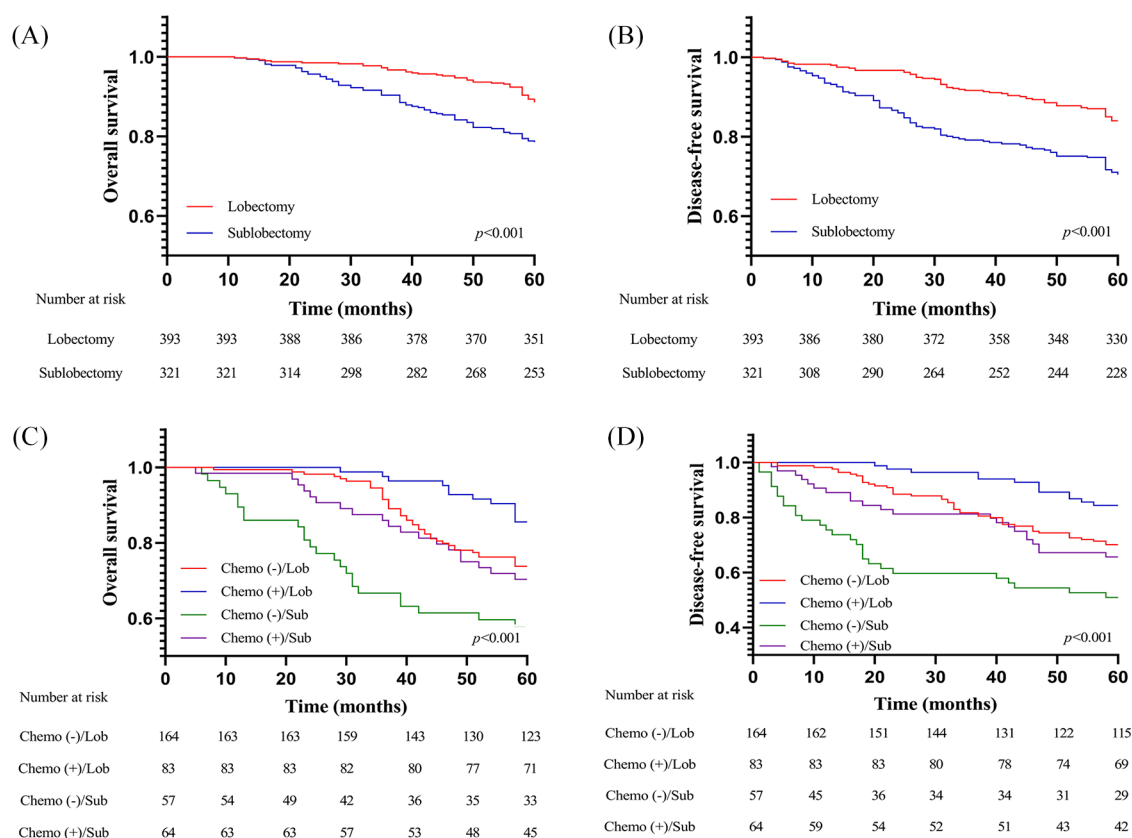 (A)
Overall survival
1.0
0.8
0.6
Lobectomy
Sublobectomy
p<0.001
0 10 20 30 40 50 60
Time (months)
Number at risk
Lobectomy 393 393 388 386 378 370 351
Sublobectomy 321 321 314 298 282 268 253
(B)
Disease-free survival
1.0
0.8
0.6
Lobectomy
Sublobectomy
p<0.001
0 10 20 30 40 50 60
Time (months)
Number at risk
Lobectomy 393 386 380 372 358 348 330
Sublobectomy 321 308 290 264 252 244 228
(C)
Overall survival
1.0
0.8
0.6
Chemo (-)/Lob
Chemo (+)/Lob
Chemo (-)/Sub
Chemo (+)/Sub
p<0.001
0 10 20 30 40 50 60
Time (months)
Number at risk
Chemo (-)/Lob 164 163 163 159 143 130 123
Chemo (+)/Lob 83 83 83 82 80 77 71
Chemo (-)/Sub 57 54 49 42 36 35 33
Chemo (+)/Sub 64 63 63 57 53 48 45
(D)
Disease-free survival
1.0
0.8
0.6
0.4
Chemo (-)/Lob
Chemo (+)/Lob
Chemo (-)/Sub
Chemo (+)/Sub
p<0.001
0 10 20 30 40 50 60
Time (months)
Number at risk
Chemo (-)/Lob 164 162 151 144 131 122 115
Chemo (+)/Lob 83 83 83 80 78 74 69
Chemo (-)/Sub 57 45 36 34 34 31 29
Chemo (+)/Sub 64 59 54 52 51 43 42